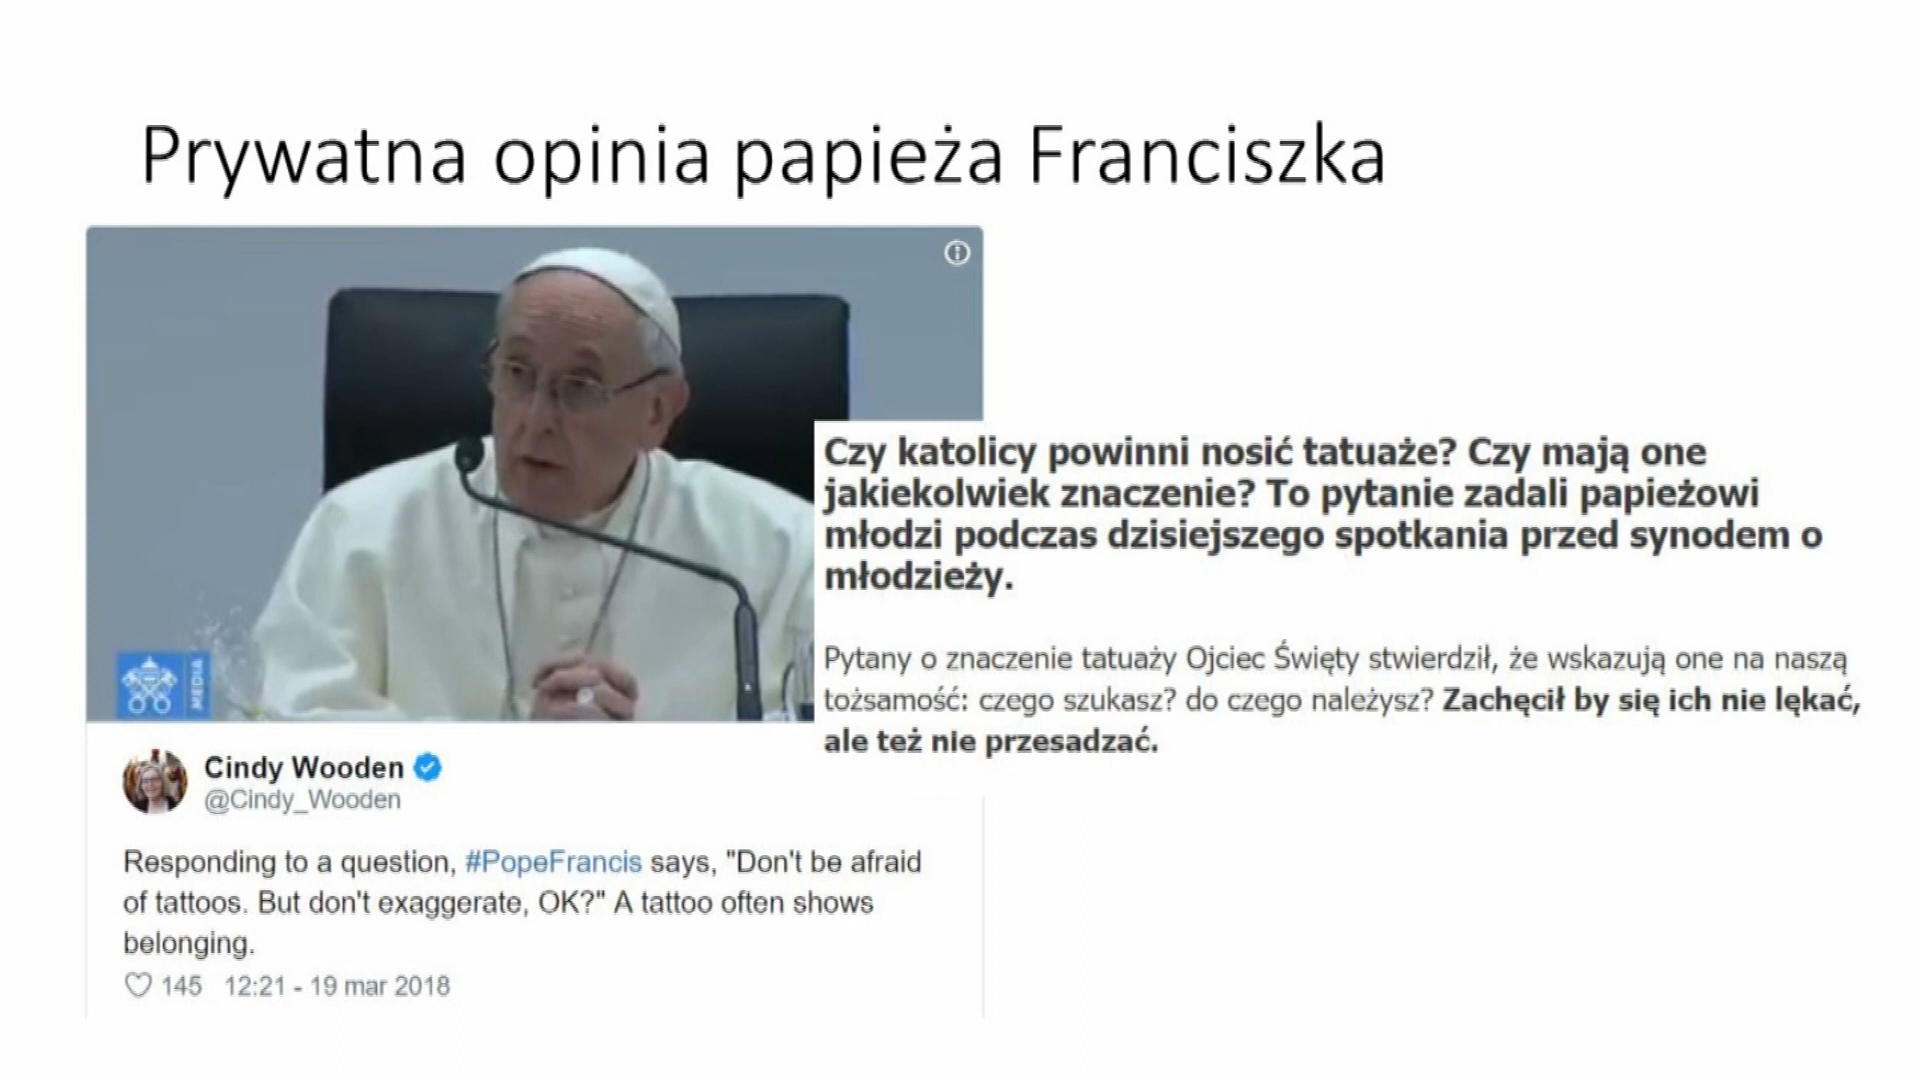 Prywatna opinia papieża Franciszka
MEDIA
Czy katolicy powinni nosić tatuaże? Czy mają one
jakiekolwiek znaczenie? To pytanie zadali papieżowi
młodzi podczas dzisiejszego spotkania przed synodem o
młodzieży.
Pytany o znaczenie tatuaży Ojciec Święty stwierdził, że wskazują one na naszą
tożsamość: czego szukasz? do czego należysz? Zachęcił by się ich nie lękać,
ale też nie przesadzać.
Cindy Wooden
@Cindy_Wooden
Responding to a question, #PopeFrancis says, "Don't be afraid
of tattoos. But don't exaggerate, OK?" A tattoo often shows
belonging.
145 12:21 - 19 mar 2018